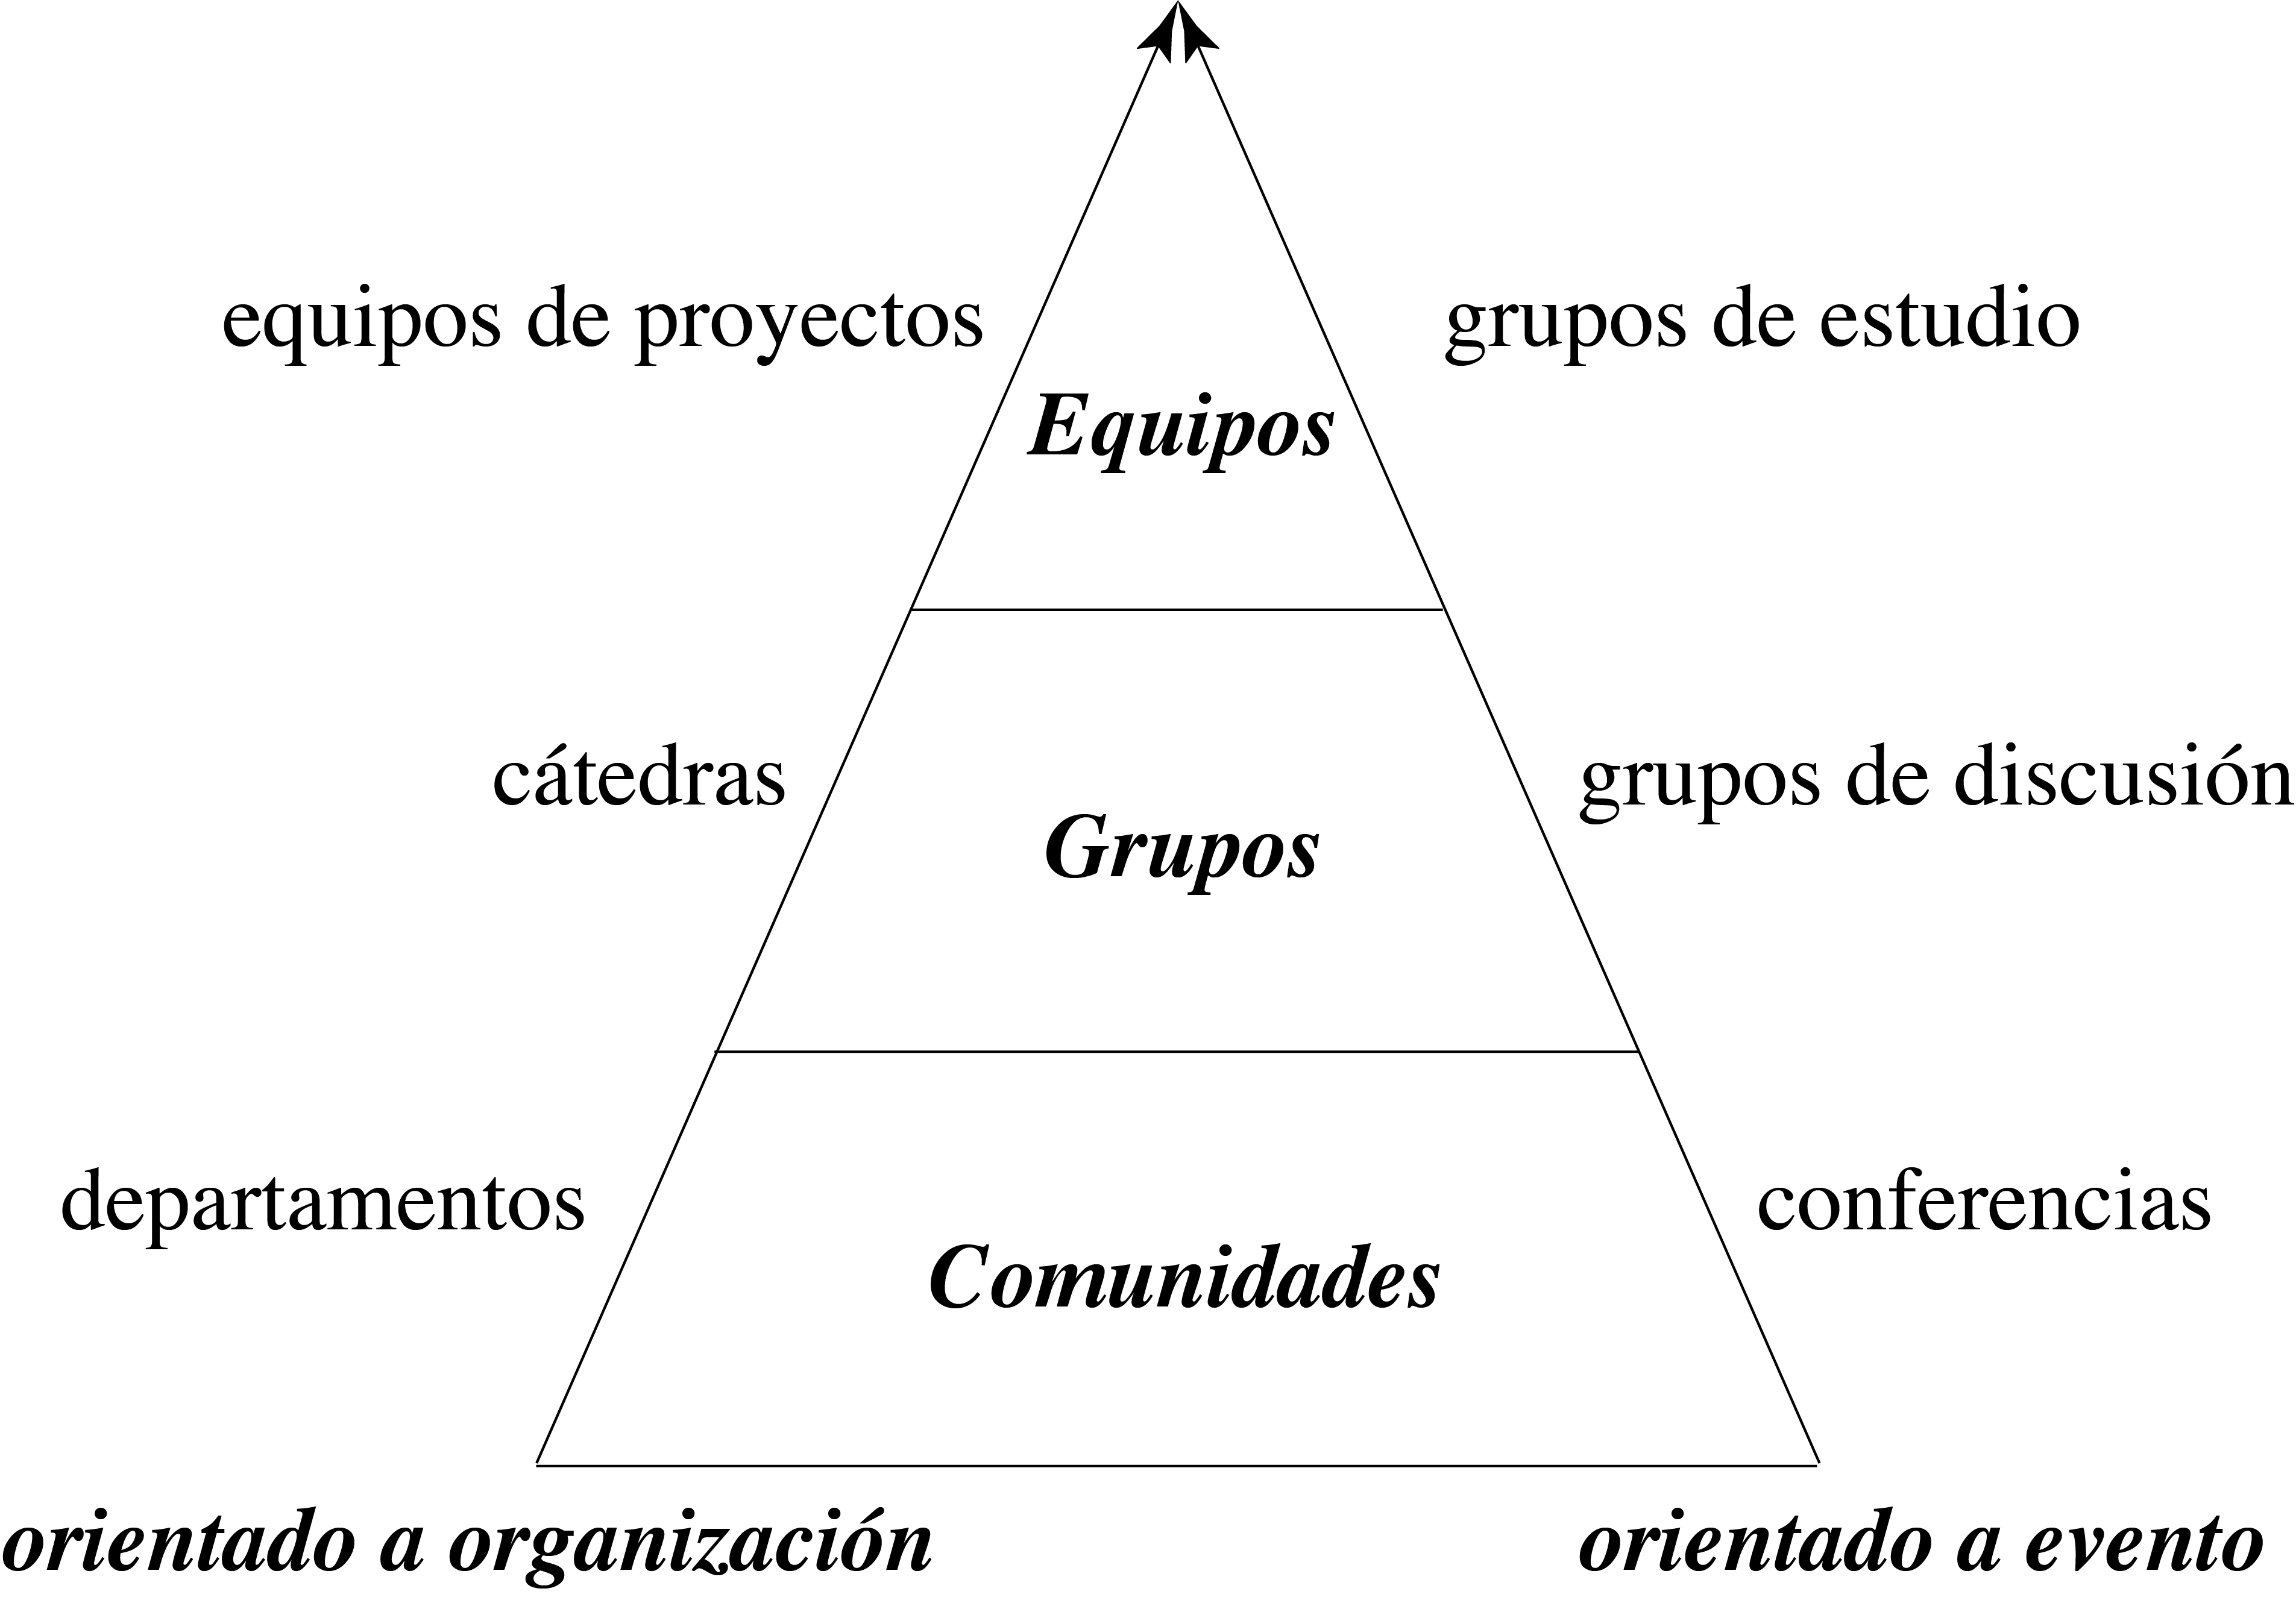 equipos de proyectos
grupos de estudio
Equipos
cátedras
grupos de discusión
Grupos
departamentos
conferencias
Comunidades
orientado a organización
orientado a evento